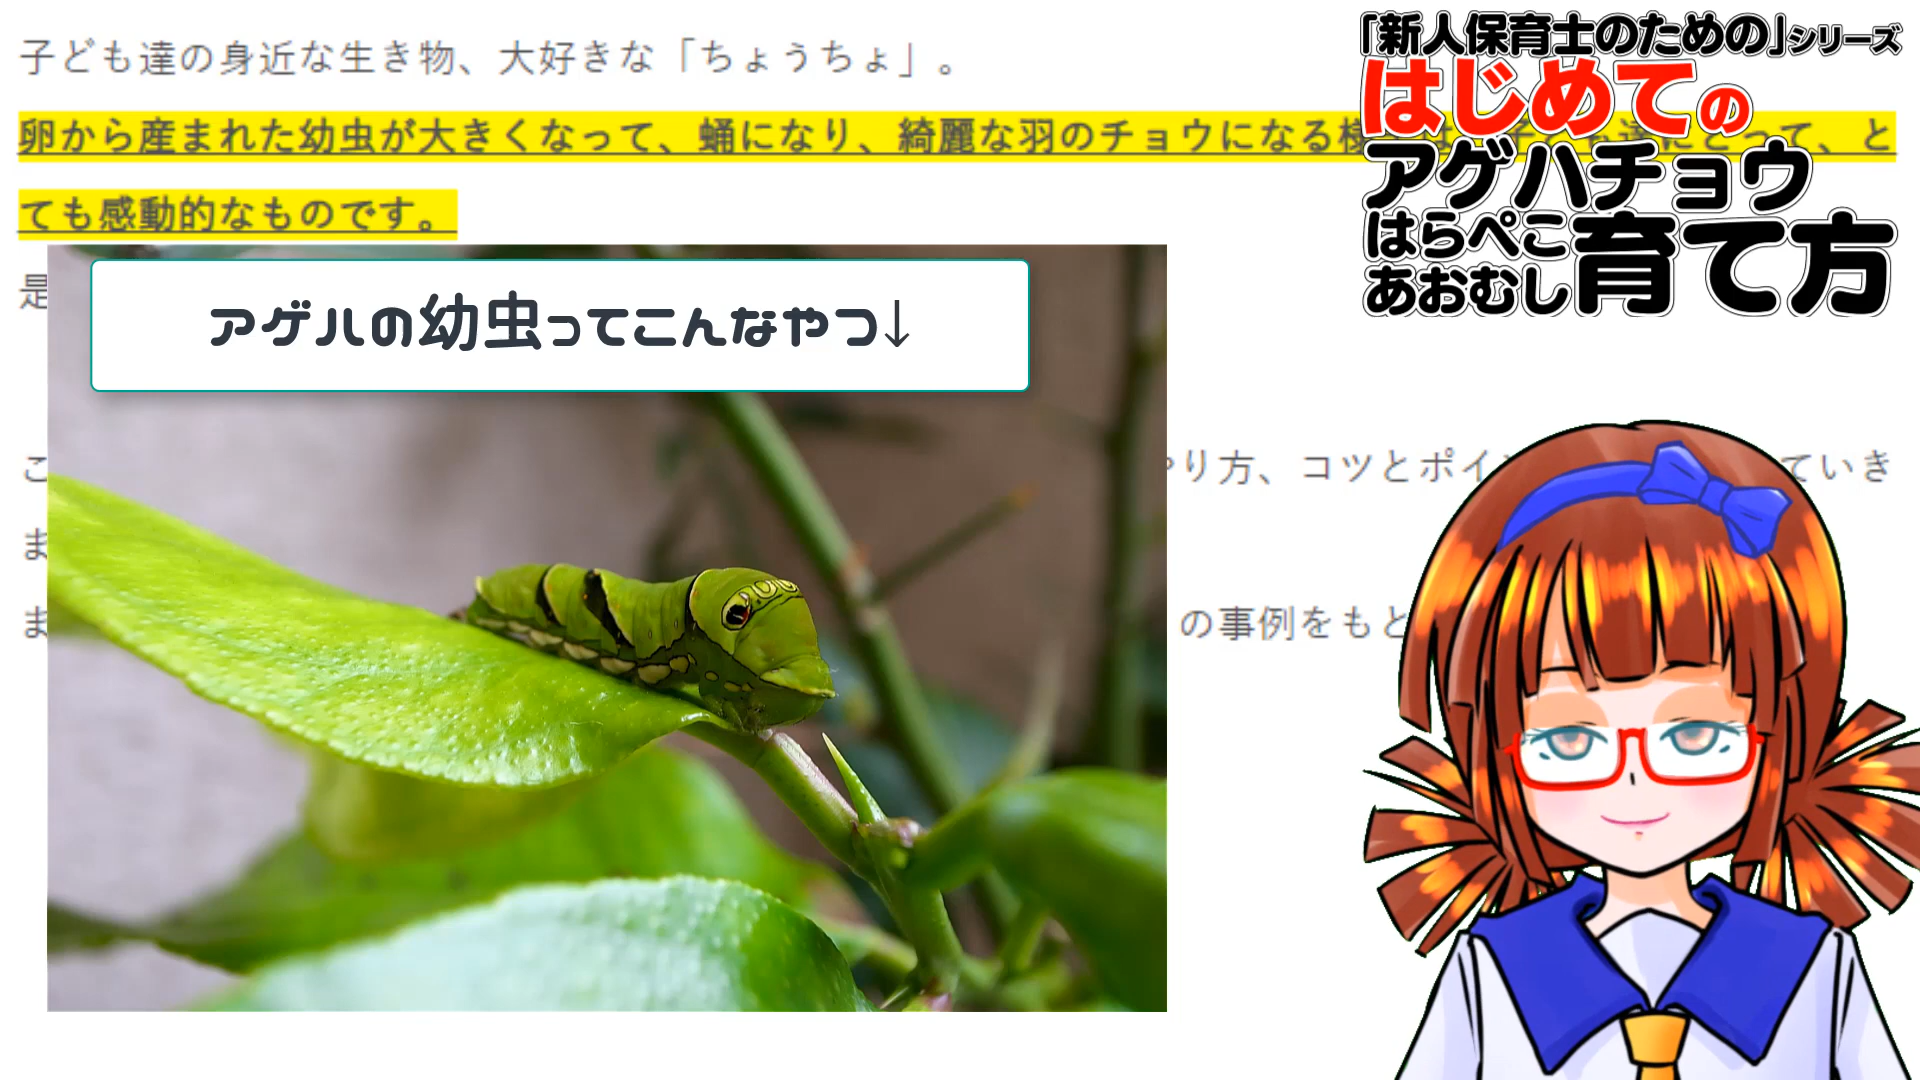 子ども達の身近な生き物、大好きな「ちょうちょ」。
卵から産まれた幼虫が大きくなって、蛹になり、綺麗な羽のチョウになる様 にとって、と
ても感動的なものです。
是
アゲハの幼虫ってこんなやつ↓
「新人保育士のための」シリーズ
はじめての
アゲハチョウ
はらぺこ
あおむし育て方
こ り方、コツとポイ ていき
ま
ま の事例をもと